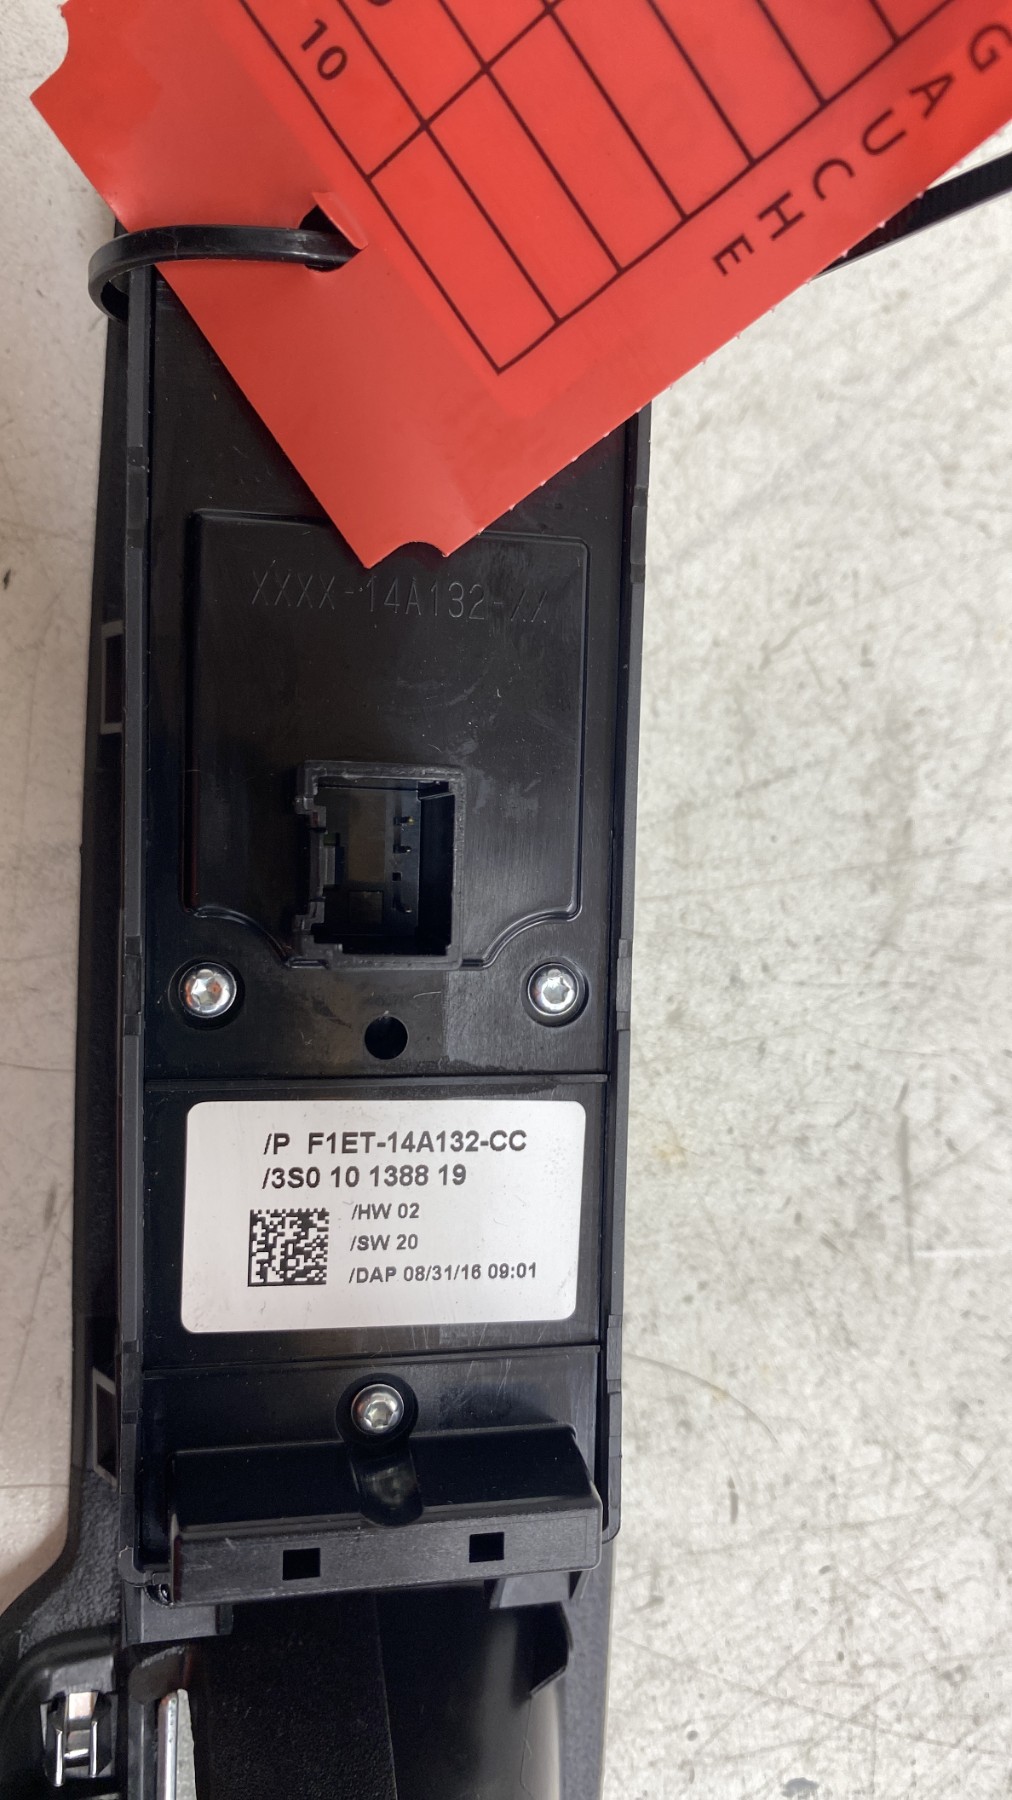 10
GAUCHE
XXXX-14A132-XX
/P F1ET-14A132-CC
/3S0 10 1388 19
/HW 02
/SW 20
/DAP 08/31/16 09:01